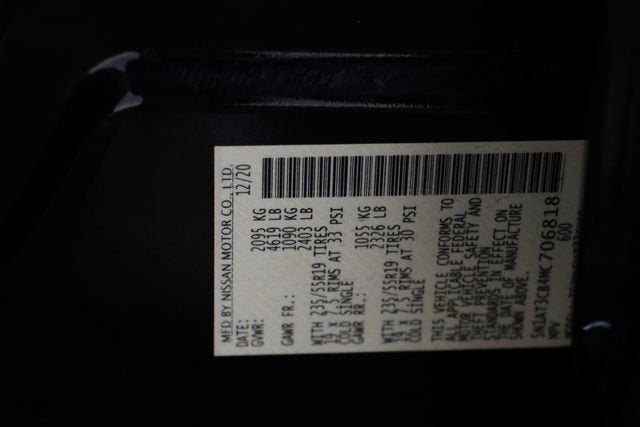 MFD BY NISSAN MOTOR CO., LTD
DATE: 12/20
GVWR: 2095 KG
4619 LB
GAWR FR.: 1090 KG
2403 LB
WITH 235/55R19 TIRES
19 x 7.5 RIMS AT 33 PSI
COLD SINGLE
GAWR RR.: 1055 KG
2326 LB
WITH 235/55R19 TIRES
19 x 7.5 RIMS AT 30 PSI
COLD SINGLE
THIS VEHICLE CONFORMS TO
ALL APPLICABLE FEDERAL
MOTOR VEHICLE SAFETY AND
THEFT PREVENTION
STANDARDS IN EFFECT ON
THE DATE OF MANUFACTURE
SHOWN ABOVE.
5N1AT3CB4MC706818
MPV 600